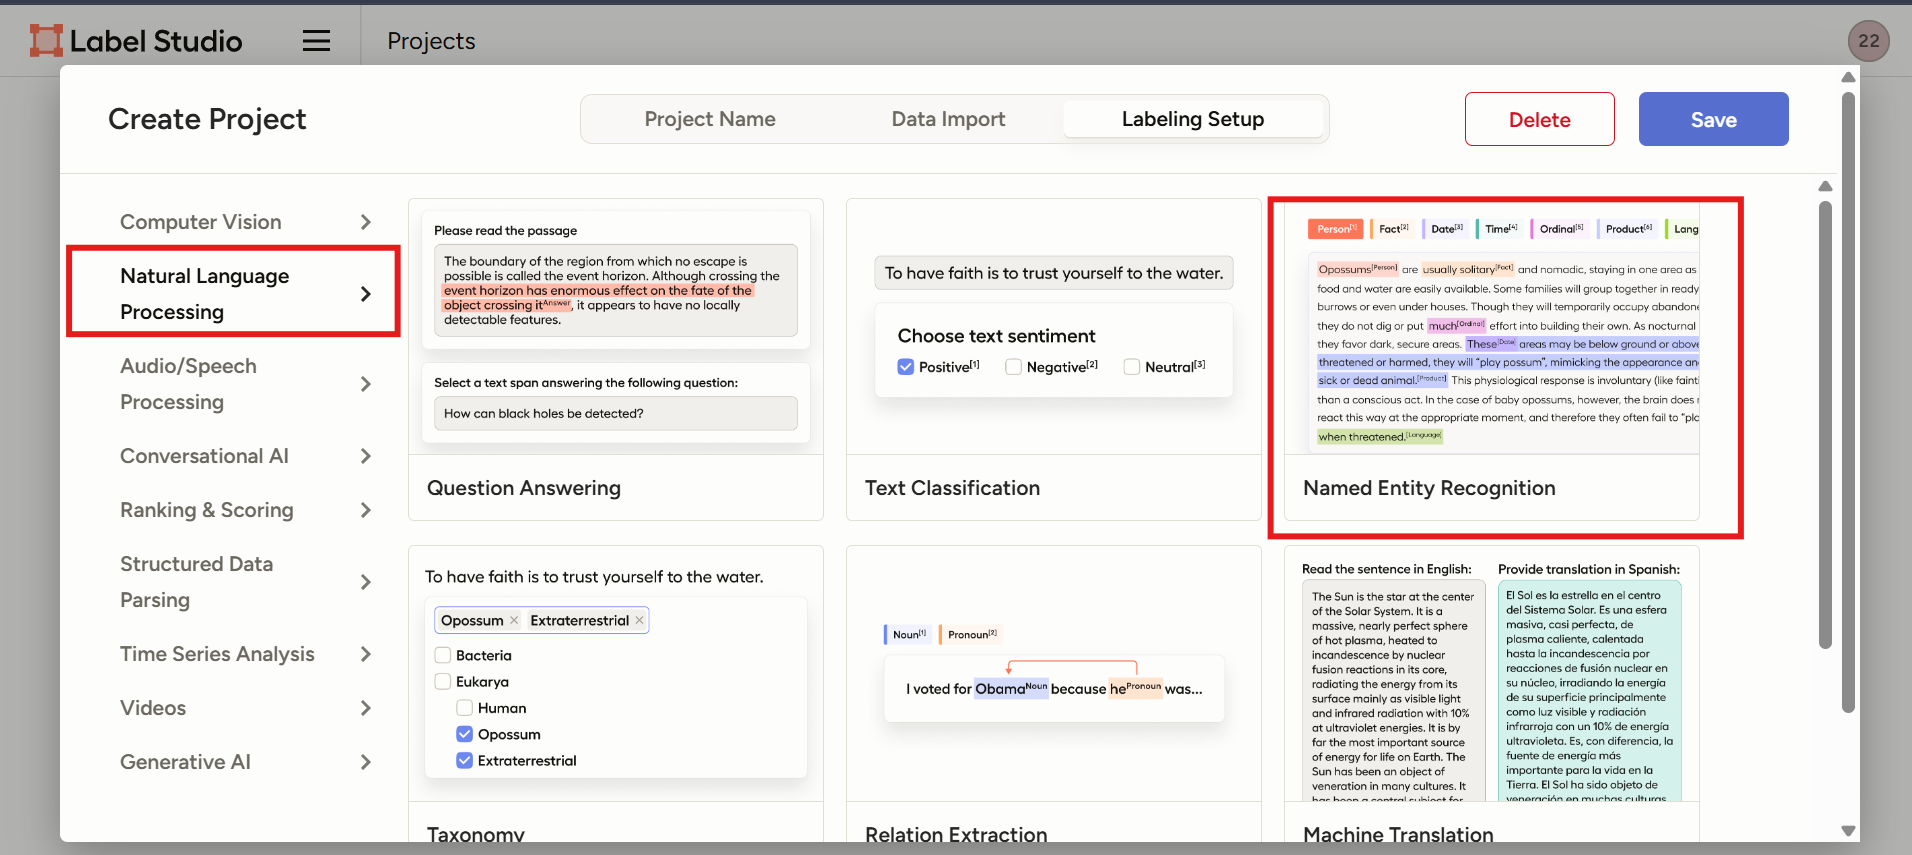 Label Studio
Projects
22
Create Project
Project Name
Data Import
Labeling Setup
Delete
Save
Computer Vision
Natural Language
Processing
Audio/Speech
Processing
Conversational AI
Ranking & Scoring
Structured Data
Parsing
Time Series Analysis
Videos
Generative AI
Please read the passage
The boundary of the region from which no escape is
possible is called the event horizon. Although crossing the
event horizon has enormous effect on the fate of the
object crossing it[Answer], it appears to have no locally
detectable features.
Select a text span answering the following question:
How can black holes be detected?
Question Answering
To have faith is to trust yourself to the water.
Choose text sentiment
Positive[1] Negative[2] Neutral[3]
Text Classification
Person[1] Fact[2] Date[3] Time[4] Ordinal[5] Product[6] Lang
Opossums[Person] are usually solitary[Fact] and nomadic, staying in one area as
food and water are easily available. Some families will group together in ready
burrows or even under houses. Though they will temporarily occupy abandone
they do not dig or put much[Ordinal] effort into building their own. As nocturnal
they favor dark, secure areas. These[Date] areas may be below ground or above
threatened or harmed, they will "play possum", mimicking the appearance an
sick or dead animal.[Product] This physiological response is involuntary (like fainti
than a conscious act. In the case of baby opossums, however, the brain does
react this way at the appropriate moment, and therefore they often fail to "pla
when threatened.[Language]
Named Entity Recognition
To have faith is to trust yourself to the water.
Opossum × Extraterrestrial ×
Bacteria
Eukarya
Human
Opossum
Extraterrestrial
Taxonomy
Noun[1] Pronoun[2]
I voted for Obama Noun because he Pronoun was...
Relation Extraction
Read the sentence in English:
The Sun is the star at the center
of the Solar System. It is a
massive, nearly perfect sphere
of hot plasma, heated to
incandescence by nuclear
fusion reactions in its core,
radiating the energy from its
surface mainly as visible light
and infrared radiation with 10%
at ultraviolet energies. It is by
far the most important source
of energy for life on Earth. The
Sun has been an object of
veneration in many cultures. It
has been a central subject for
Provide translation in Spanish:
El Sol es la estrella en el centro
del Sistema Solar. Es una esfera
masiva, casi perfecta, de
plasma caliente, calentada
hasta la incandescencia por
reacciones de fusión nuclear en
su núcleo, irradiando la energía
de su superficie principalmente
como luz visible y radiación
infrarroja con un 10% de energía
ultravioleta. Es, con diferencia, la
fuente de energía más
importante para la vida en la
Tierra. El Sol ha sido objeto de
veneración en muchas culturas.
Machine Translation